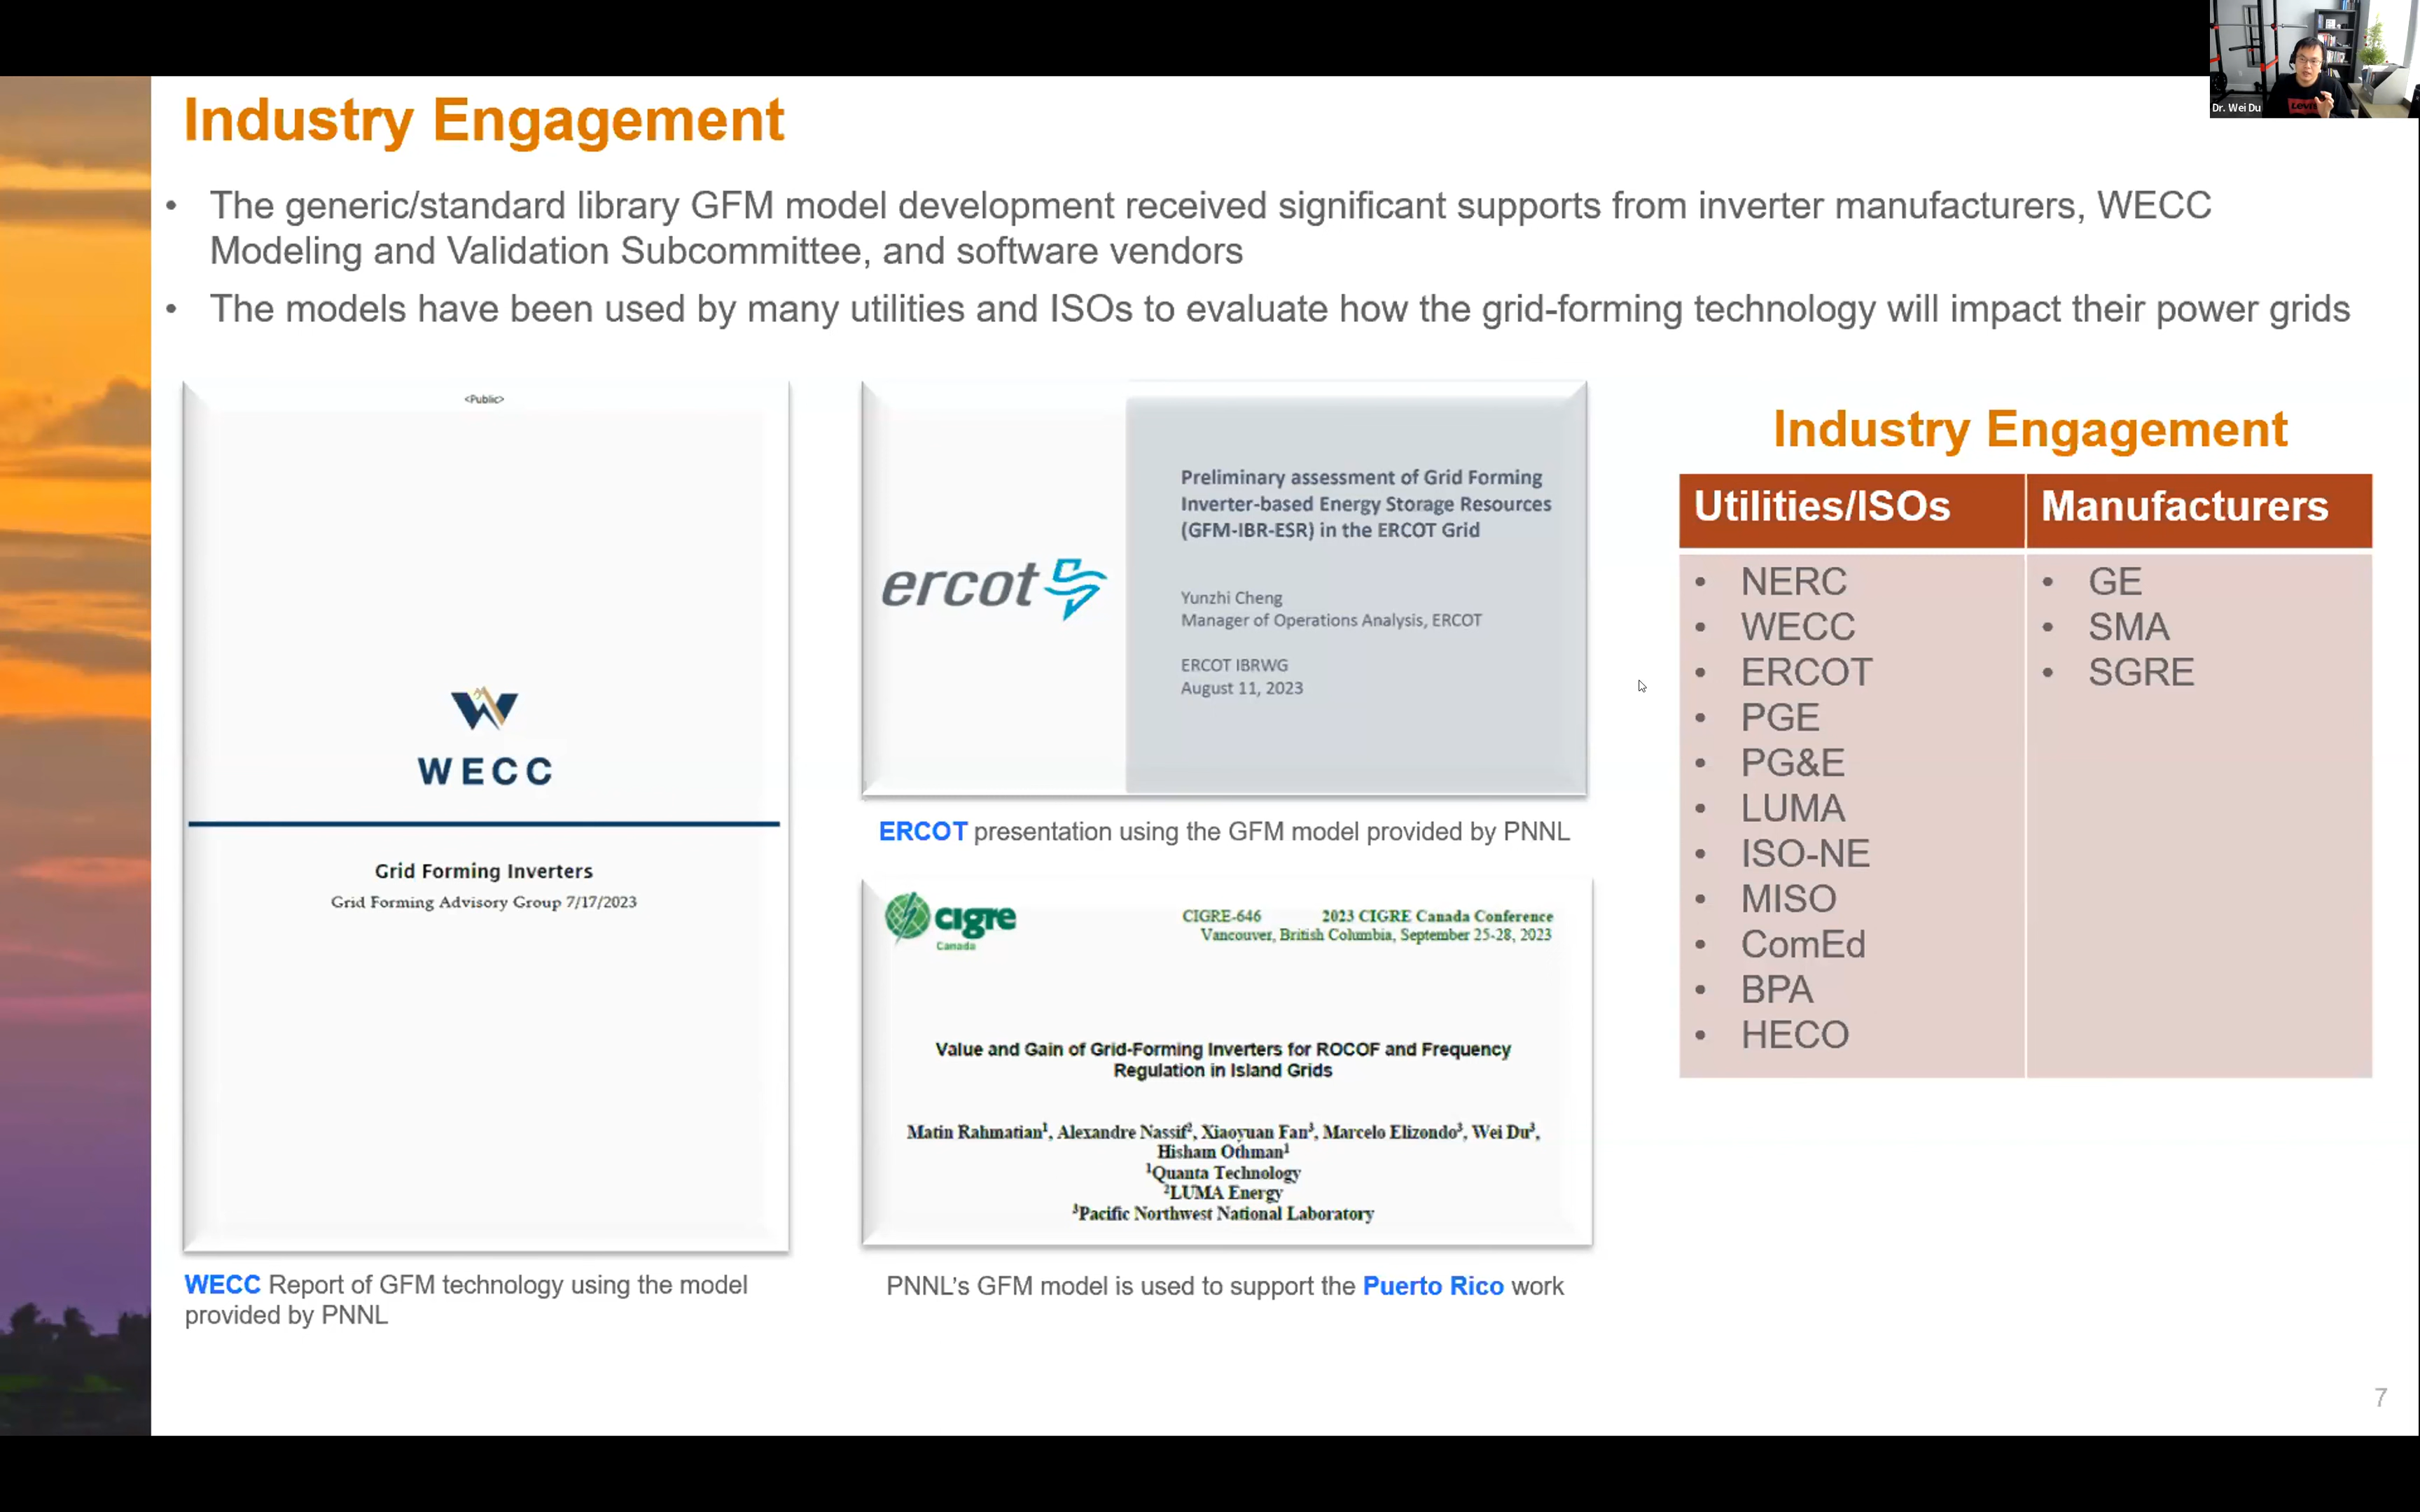 Dr. Wei Du
Levi's
Industry Engagement
• The generic/standard library GFM model development received significant supports from inverter manufacturers, WECC
Modeling and Validation Subcommittee, and software vendors
• The models have been used by many utilities and ISOs to evaluate how the grid-forming technology will impact their power grids
<Public>
WECC
Grid Forming Inverters
Grid Forming Advisory Group 7/17/2023
WECC Report of GFM technology using the model
provided by PNNL
ercot
Preliminary assessment of Grid Forming
Inverter-based Energy Storage Resources
(GFM-IBR-ESR) in the ERCOT Grid
Yunzhi Cheng
Manager of Operations Analysis, ERCOT
ERCOT IBRWG
August 11, 2023
ERCOT presentation using the GFM model provided by PNNL
cigre
Canada
CIGRE-646 2023 CIGRE Canada Conference
Vancouver, British Columbia, September 25-28, 2023
Value and Gain of Grid-Forming Inverters for ROCOF and Frequency
Regulation in Island Grids
Matin Rahmatian¹, Alexandre Nassif², Xiaoyuan Fan³, Marcelo Elizondo³, Wei Du³,
Hisham Othman¹
¹Quanta Technology
²LUMA Energy
³Pacific Northwest National Laboratory
PNNL's GFM model is used to support the Puerto Rico work
Industry Engagement
Utilities/ISOs
• NERC
• WECC
• ERCOT
• PGE
• PG&E
• LUMA
• ISO-NE
• MISO
• ComEd
• BPA
• HECO
Manufacturers
• GE
• SMA
• SGRE
7